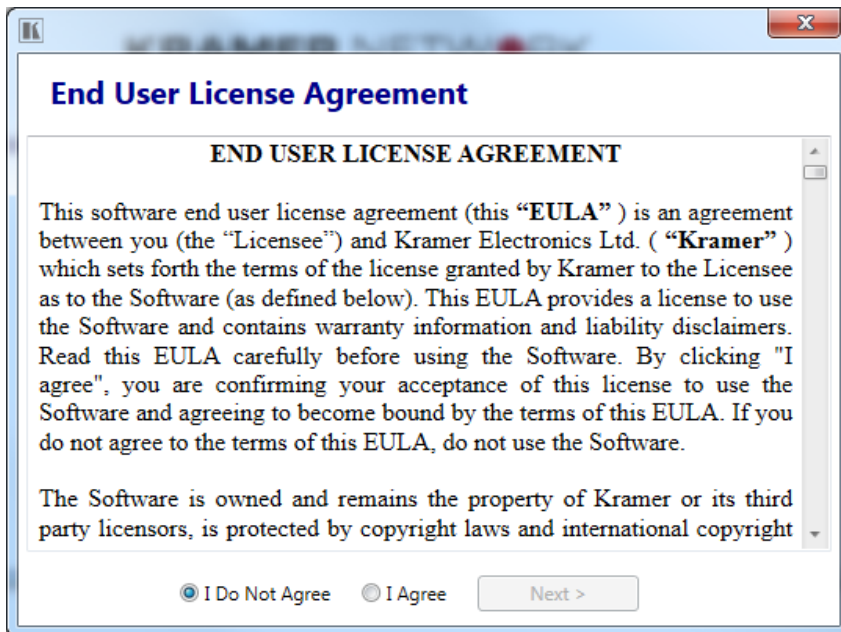 KRAMER NETWORK
End User License Agreement
END USER LICENSE AGREEMENT
This software end user license agreement (this “EULA” ) is an agreement
between you (the “Licensee”) and Kramer Electronics Ltd. ( “Kramer” )
which sets forth the terms of the license granted by Kramer to the Licensee
as to the Software (as defined below). This EULA provides a license to use
the Software and contains warranty information and liability disclaimers.
Read this EULA carefully before using the Software. By clicking "I
agree", you are confirming your acceptance of this license to use the
Software and agreeing to become bound by the terms of this EULA. If you
do not agree to the terms of this EULA, do not use the Software.
The Software is owned and remains the property of Kramer or its third
party licensors, is protected by copyright laws and international copyright
I Do Not Agree I Agree Next >